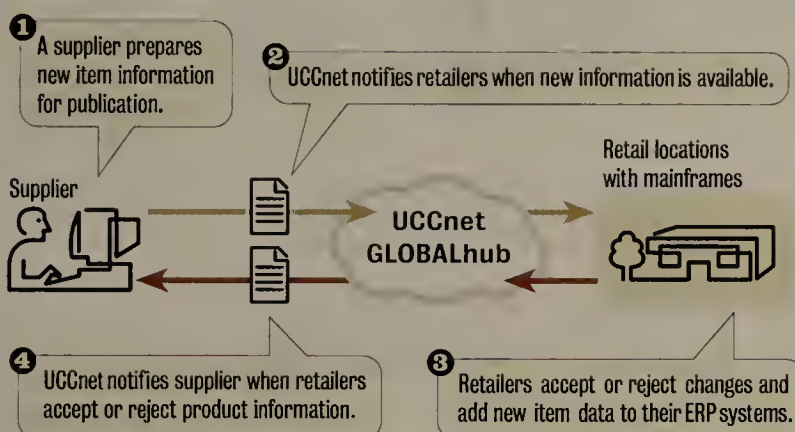 1
A supplier prepares
new item information
for publication.
2
UCCnet notifies retailers when new information is available.
Supplier
UCCnet
GLOBALhub
Retail locations
with mainframes
4
UCCnet notifies supplier when retailers
accept or reject product information.
3
Retailers accept or reject changes and
add new item data to their ERP systems.